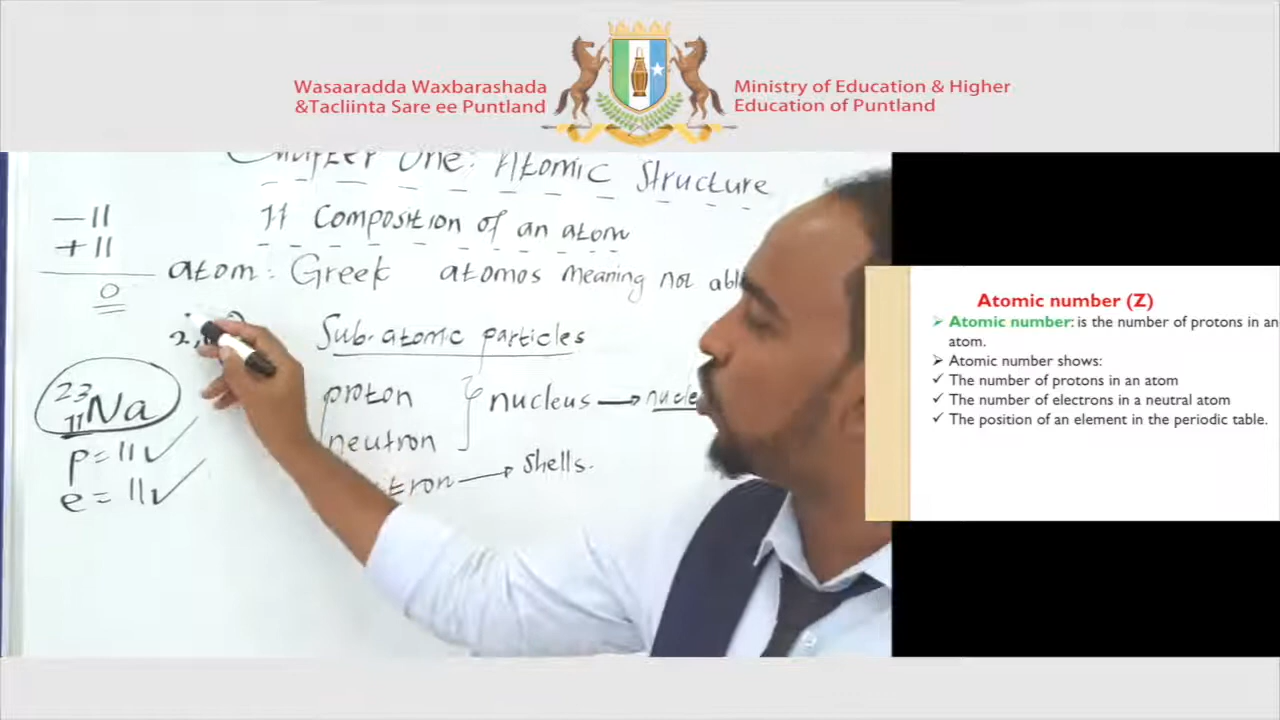 Wasaaradda Waxbarashada
&Tacliinta Sare ee Puntland
Ministry of Education & Higher
Education of Puntland
Chapter One: Atomic Structure
1.1 Composition of an atom
atom: Greek atomos meaning not
Sub-atomic particles
proton
neutron
nucleus →
→ shells.
-11
+11
0
2,
23
11Na
p=11✓
e=11✓
Atomic number (Z)
➢ Atomic number: is the number of protons in an
atom.
➢ Atomic number shows:
✓ The number of protons in an atom
✓ The number of electrons in a neutral atom
✓ The position of an element in the periodic table.